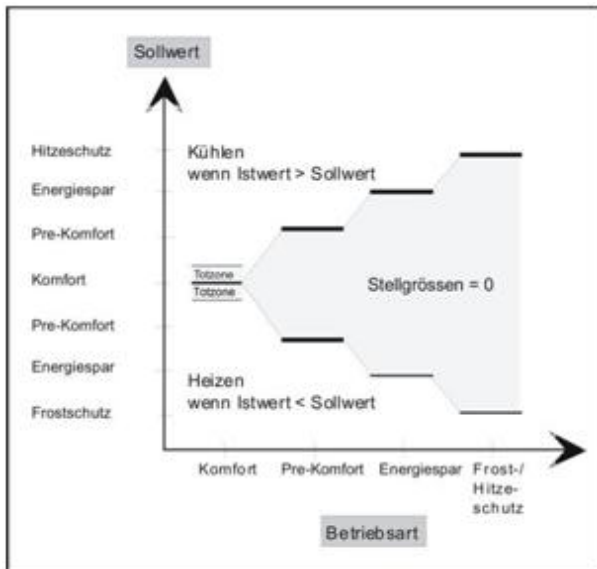 Sollwert
Hitzeschutz
Energiespar
Pre-Komfort
Komfort
Pre-Komfort
Energiespar
Frostschutz
Kühlen
wenn Istwert > Sollwert
Totzone
Totzone
Stellgrössen = 0
Heizen
wenn Istwert < Sollwert
Komfort
Pre-Komfort
Energiespar
Frost-/
Hitze-
schutz
Betriebsart